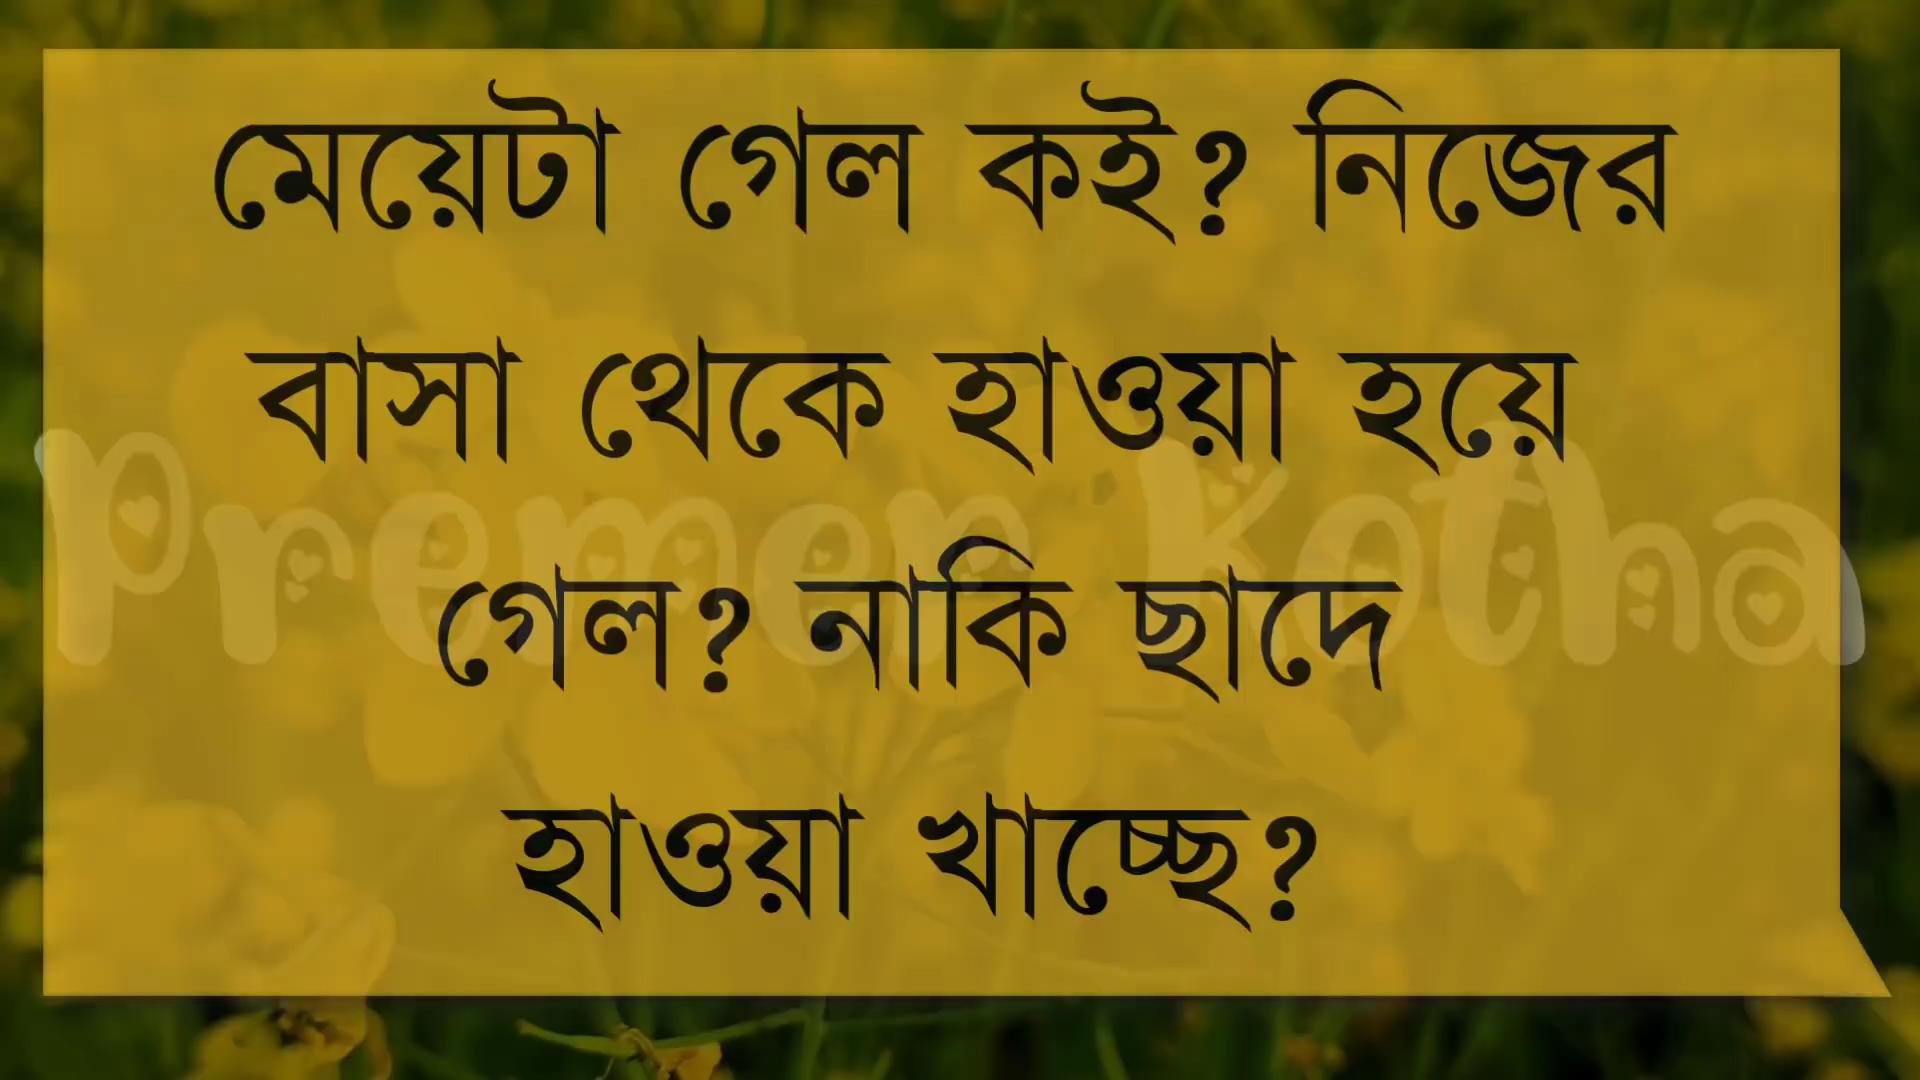 মেয়েটা গেল কই? নিজের
বাসা থেকে হাওয়া হয়ে
গেল? নাকি ছাদে
হাওয়া খাচ্ছে?
Premer Kotha